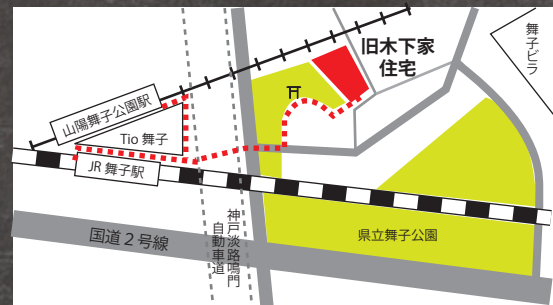 旧木下家
住宅
舞子ビラ
山陽舞子公園駅
Tio 舞子
JR 舞子駅
神戸淡路鳴門
自動車道
国道２号線
県立舞子公園